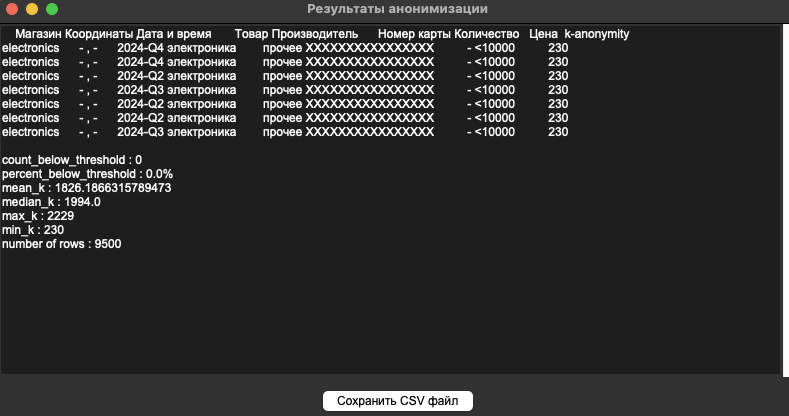 Результаты анонимизации
Магазин Координаты Дата и время Товар Производитель Номер карты Количество Цена k-anonymity
electronics - , - 2024-Q4 электроника прочее XXXXXXXXXXXXXXXX - <10000 230
electronics - , - 2024-Q4 электроника прочее XXXXXXXXXXXXXXXX - <10000 230
electronics - , - 2024-Q2 электроника прочее XXXXXXXXXXXXXXXX - <10000 230
electronics - , - 2024-Q3 электроника прочее XXXXXXXXXXXXXXXX - <10000 230
electronics - , - 2024-Q2 электроника прочее XXXXXXXXXXXXXXXX - <10000 230
electronics - , - 2024-Q2 электроника прочее XXXXXXXXXXXXXXXX - <10000 230
electronics - , - 2024-Q3 электроника прочее XXXXXXXXXXXXXXXX - <10000 230
count_below_threshold : 0
percent_below_threshold : 0.0%
mean_k : 1826.1866315789473
median_k : 1994.0
max_k : 2229
min_k : 230
number of rows : 9500
Сохранить CSV файл